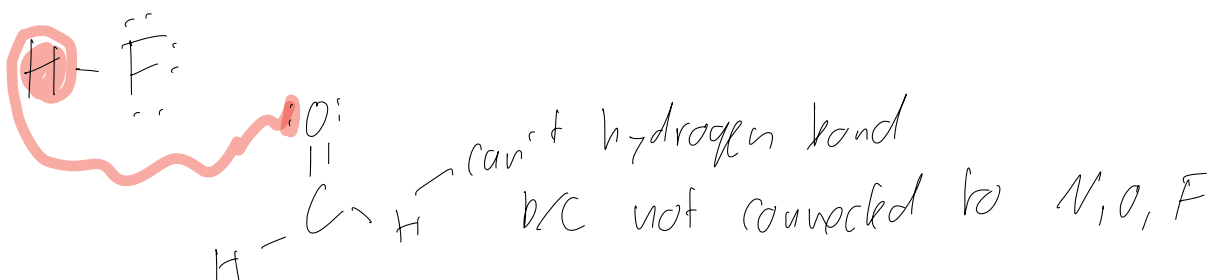 H - F
O
||
C
H
H
can't hydrogen bond
b/c not connected to N, O, F